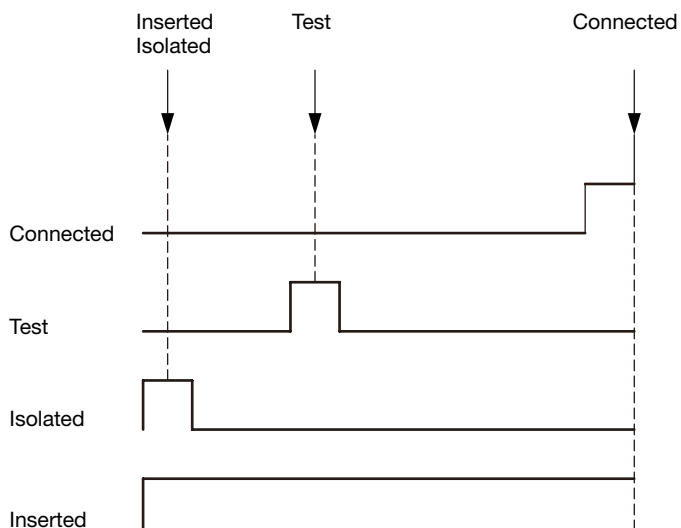 Inserted
Isolated
Test
Connected
Connected
Test
Isolated
Inserted